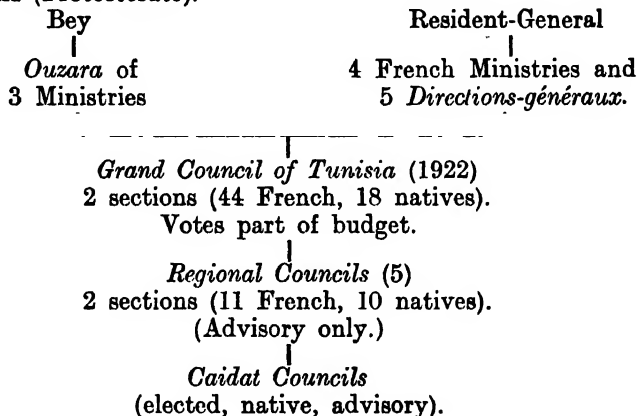 Bey Resident-General
Ouzara of 4 French Ministries and
3 Ministries 5 Directions-généraux.
Grand Council of Tunisia (1922)
2 sections (44 French, 18 natives).
Votes part of budget.
Regional Councils (5)
2 sections (11 French, 10 natives).
(Advisory only.)
Caidat Councils
(elected, native, advisory).